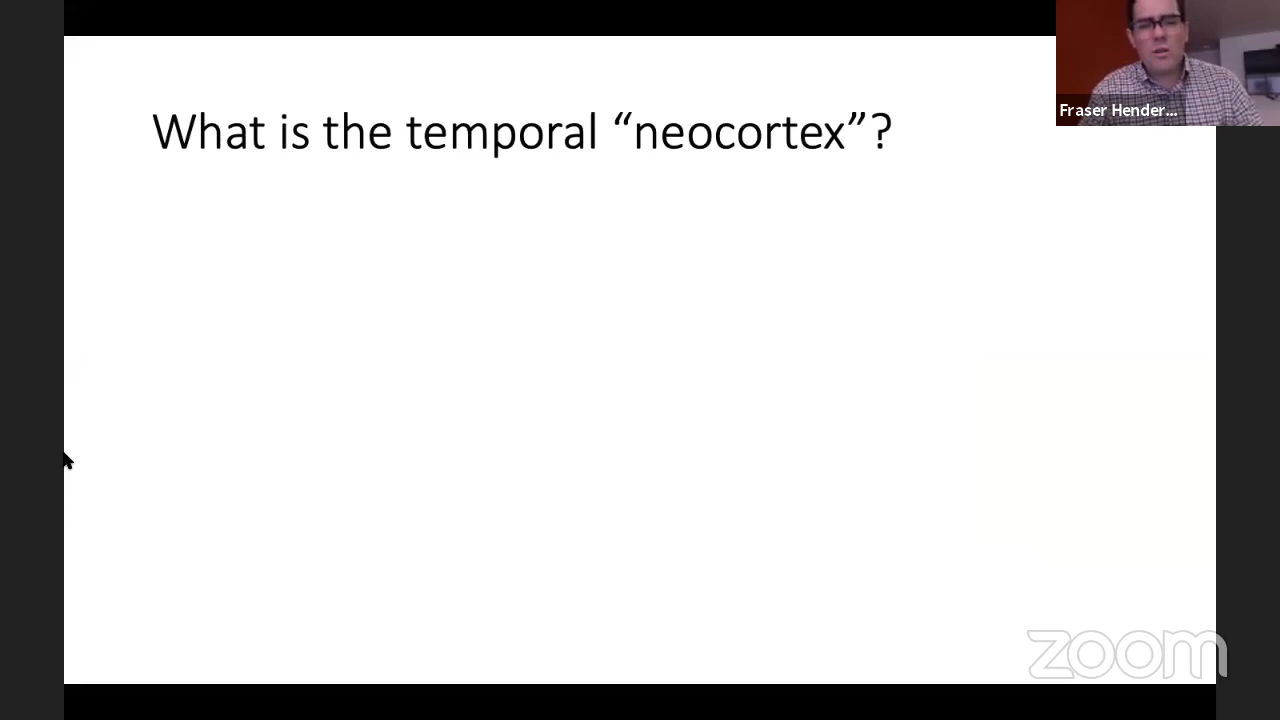 Fraser Hender...
What is the temporal “neocortex”?
zoom